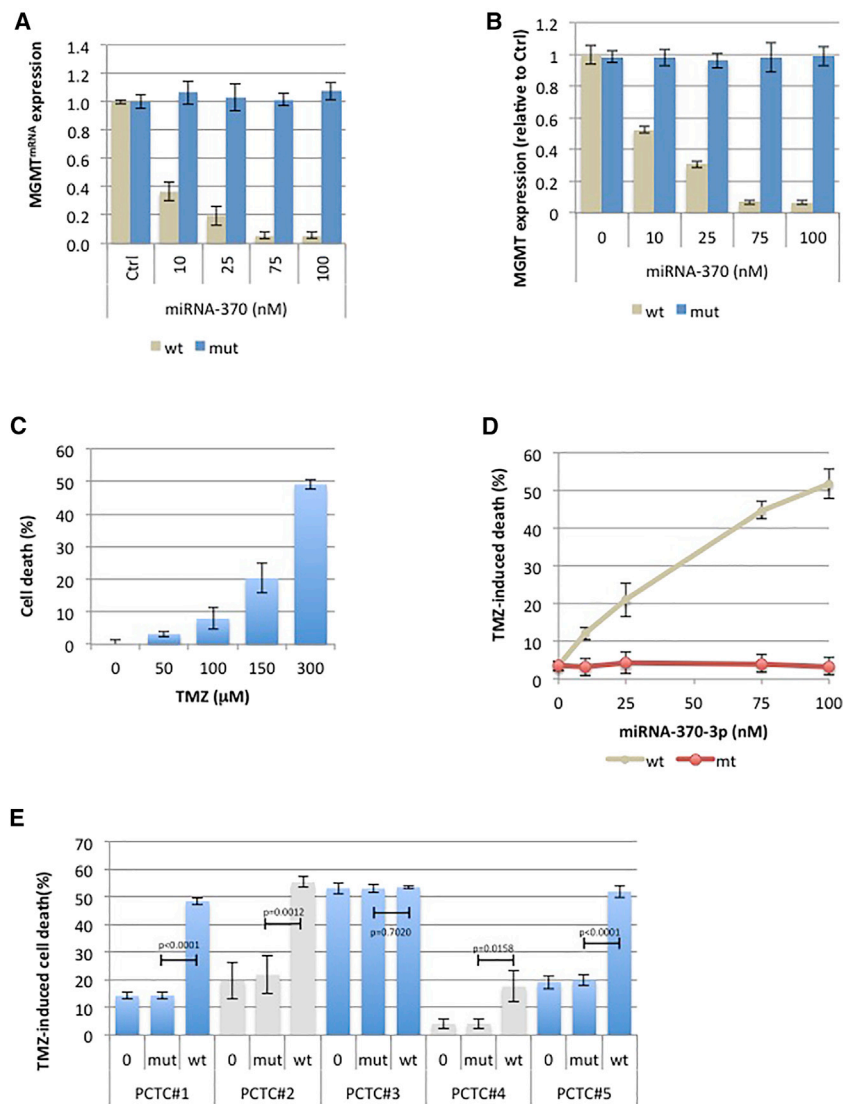 A
1.4
1.2
1.0
0.8
0.6
0.4
0.2
0.0
MGMTmRNA expression
Ctrl 10 25 75 100
miRNA-370 (nM)
wt mut
B
1.2
1
0.8
0.6
0.4
0.2
0
MGMT expression (relative to Ctrl)
0 10 25 75 100
miRNA-370 (nM)
wt mut
C
60
50
40
30
20
10
0
Cell death (%)
0 50 100 150 300
TMZ (µM)
D
60
50
40
30
20
10
0
TMZ-induced death (%)
0 25 50 75 100
miRNA-370-3p (nM)
wt mt
E
70
60
50
40
30
20
10
0
TMZ-induced cell death(%)
p<0.0001
p=0.0012
p=0.7020
p=0.0158
p<0.0001
0 mut wt 0 mut wt 0 mut wt 0 mut wt 0 mut wt
PCTC#1 PCTC#2 PCTC#3 PCTC#4 PCTC#5